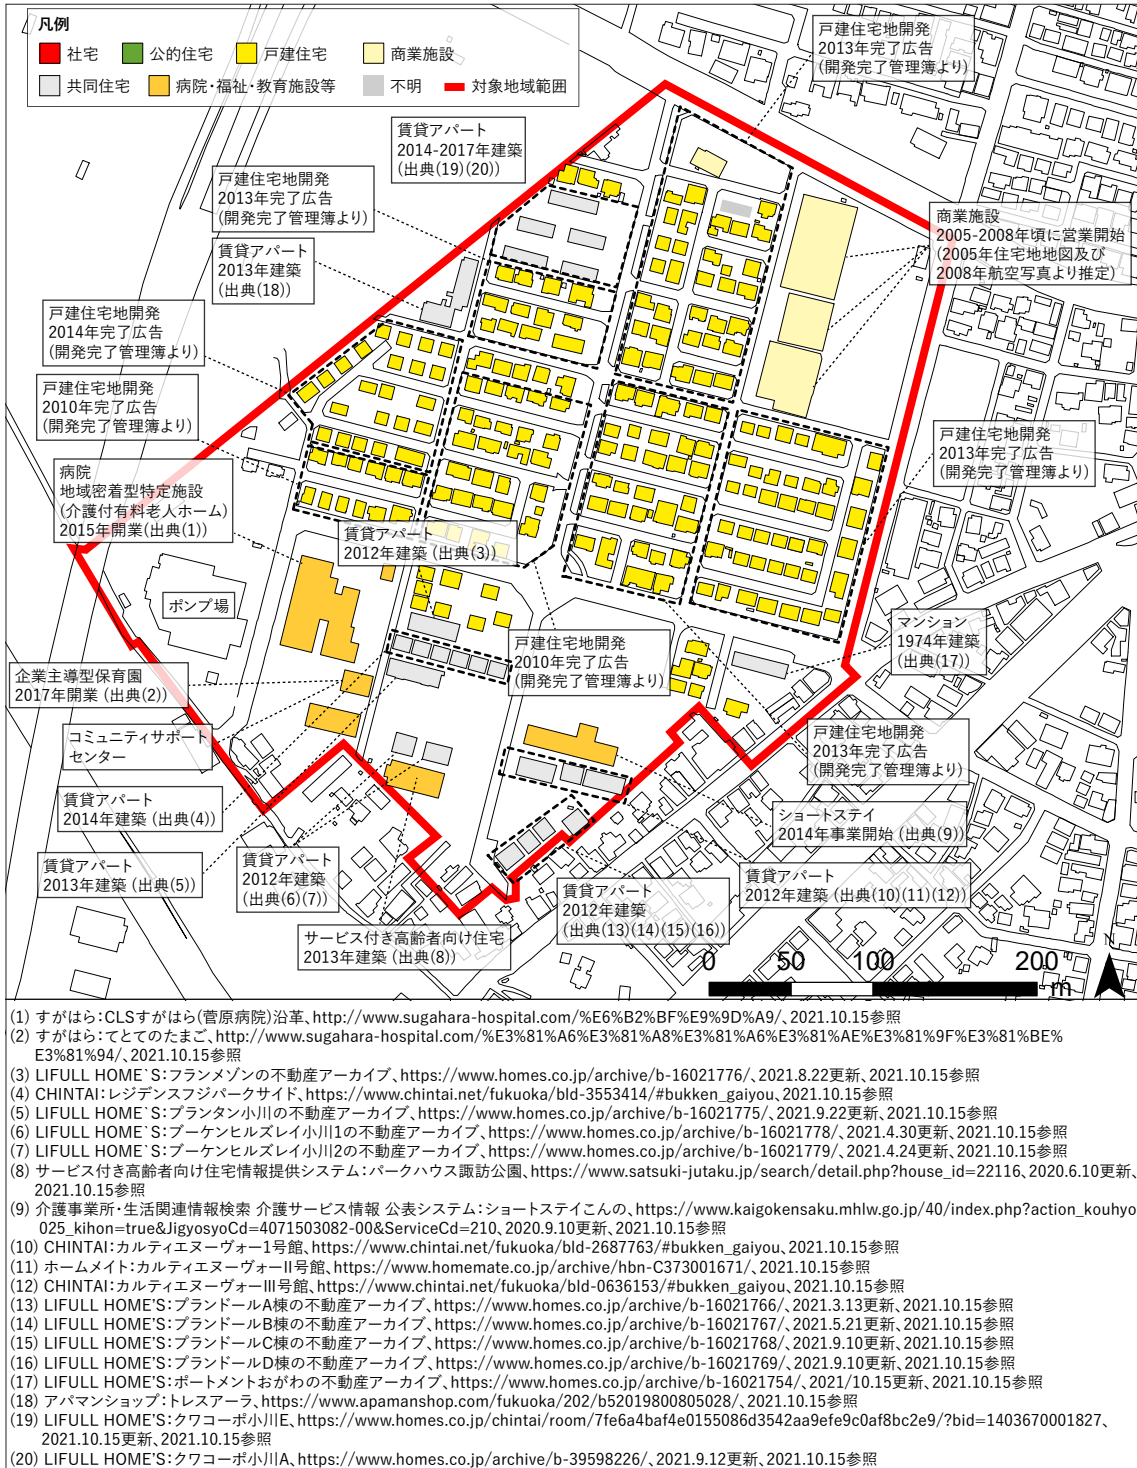 凡例
社宅 公的住宅 戸建住宅 商業施設
共同住宅 病院・福祉・教育施設等 不明 対象地域範囲
戸建住宅地開発
2013年完了広告
(開発完了管理簿より)
賃貸アパート
2014-2017年建築
(出典(19)(20))
戸建住宅地開発
2013年完了広告
(開発完了管理簿より)
賃貸アパート
2013年建築
(出典(18))
商業施設
2005-2008年頃に営業開始
(2005年住宅地地図及び
2008年航空写真より推定)
戸建住宅地開発
2014年完了広告
(開発完了管理簿より)
戸建住宅地開発
2010年完了広告
(開発完了管理簿より)
戸建住宅地開発
2013年完了広告
(開発完了管理簿より)
病院
地域密着型特定施設
(介護付有料老人ホーム)
2015年開業(出典(1))
賃貸アパート
2012年建築 (出典(3))
ポンプ場
マンション
1974年建築
(出典(17))
戸建住宅地開発
2010年完了広告
(開発完了管理簿より)
企業主導型保育園
2017年開業 (出典(2))
コミュニティサポート
センター
戸建住宅地開発
2013年完了広告
(開発完了管理簿より)
賃貸アパート
2014年建築 (出典(4))
ショートステイ
2014年事業開始 (出典(9))
賃貸アパート
2013年建築 (出典(5))
賃貸アパート
2012年建築
(出典(6)(7))
賃貸アパート
2012年建築 (出典(10)(11)(12))
賃貸アパート
2012年建築
(出典(13)(14)(15)(16))
サービス付き高齢者向け住宅
2013年建築 (出典(8))
0 50 100 200
m
N
(1) すがはら:CLSすがはら(菅原病院)沿革、http://www.sugahara-hospital.com/%E6%B2%BF%E9%9D%A9/、2021.10.15参照
(2) すがはら:てとてのたまご、http://www.sugahara-hospital.com/%E3%81%A6%E3%81%A8%E3%81%A6%E3%81%AE%E3%81%9F%E3%81%BE%
E3%81%94/、2021.10.15参照
(3) LIFULL HOME`S:フランメゾンの不動産アーカイブ、https://www.homes.co.jp/archive/b-16021776/、2021.8.22更新、2021.10.15参照
(4) CHINTAI:レジデンスフジパークサイド、https://www.chintai.net/fukuoka/bld-3553414/#bukken_gaiyou、2021.10.15参照
(5) LIFULL HOME`S:プランタン小川の不動産アーカイブ、https://www.homes.co.jp/archive/b-16021775/、2021.9.22更新、2021.10.15参照
(6) LIFULL HOME`S:ブーケンヒルズレイ小川1の不動産アーカイブ、https://www.homes.co.jp/archive/b-16021778/、2021.4.30更新、2021.10.15参照
(7) LIFULL HOME`S:ブーケンヒルズレイ小川2の不動産アーカイブ、https://www.homes.co.jp/archive/b-16021779/、2021.4.24更新、2021.10.15参照
(8) サービス付き高齢者向け住宅情報提供システム:パークハウス諏訪公園、https://www.satsuki-jutaku.jp/search/detail.php?house_id=22116、2020.6.10更新、
2021.10.15参照
(9) 介護事業所・生活関連情報検索 介護サービス情報 公表システム:ショートステイこんの、https://www.kaigokensaku.mhlw.go.jp/40/index.php?action_kouhyo
025_kihon=true&JigyosyoCd=4071503082-00&ServiceCd=210、2020.9.10更新、2021.10.15参照
(10) CHINTAI:カルティエヌーヴォー1号館、https://www.chintai.net/fukuoka/bld-2687763/#bukken_gaiyou、2021.10.15参照
(11) ホームメイト:カルティエヌーヴォーII号館、https://www.homemate.co.jp/archive/hbn-C373001671/、2021.10.15参照
(12) CHINTAI:カルティエヌーヴォーIII号館、https://www.chintai.net/fukuoka/bld-0636153/#bukken_gaiyou、2021.10.15参照
(13) LIFULL HOME'S:プランドールA棟の不動産アーカイブ、https://www.homes.co.jp/archive/b-16021766/、2021.3.13更新、2021.10.15参照
(14) LIFULL HOME'S:プランドールB棟の不動産アーカイブ、https://www.homes.co.jp/archive/b-16021767/、2021.5.21更新、2021.10.15参照
(15) LIFULL HOME'S:プランドールC棟の不動産アーカイブ、https://www.homes.co.jp/archive/b-16021768/、2021.9.10更新、2021.10.15参照
(16) LIFULL HOME'S:プランドールD棟の不動産アーカイブ、https://www.homes.co.jp/archive/b-16021769/、2021.9.10更新、2021.10.15参照
(17) LIFULL HOME'S:ポートメントおがわの不動産アーカイブ、https://www.homes.co.jp/archive/b-16021754/、2021/10.15更新、2021.10.15参照
(18) アパマンショップ:トレスアーラ、https://www.apamanshop.com/fukuoka/202/b52019800805028/、2021.10.15参照
(19) LIFULL HOME'S:クワコーポ小川E、https://www.homes.co.jp/chintai/room/7fe6a4baf4e0155086d3542aa9efe9c0af8bc2e9/?bid=1403670001827、
2021.10.15更新、2021.10.15参照
(20) LIFULL HOME'S:クワコーポ小川A、https://www.homes.co.jp/archive/b-39598226/、2021.9.12更新、2021.10.15参照